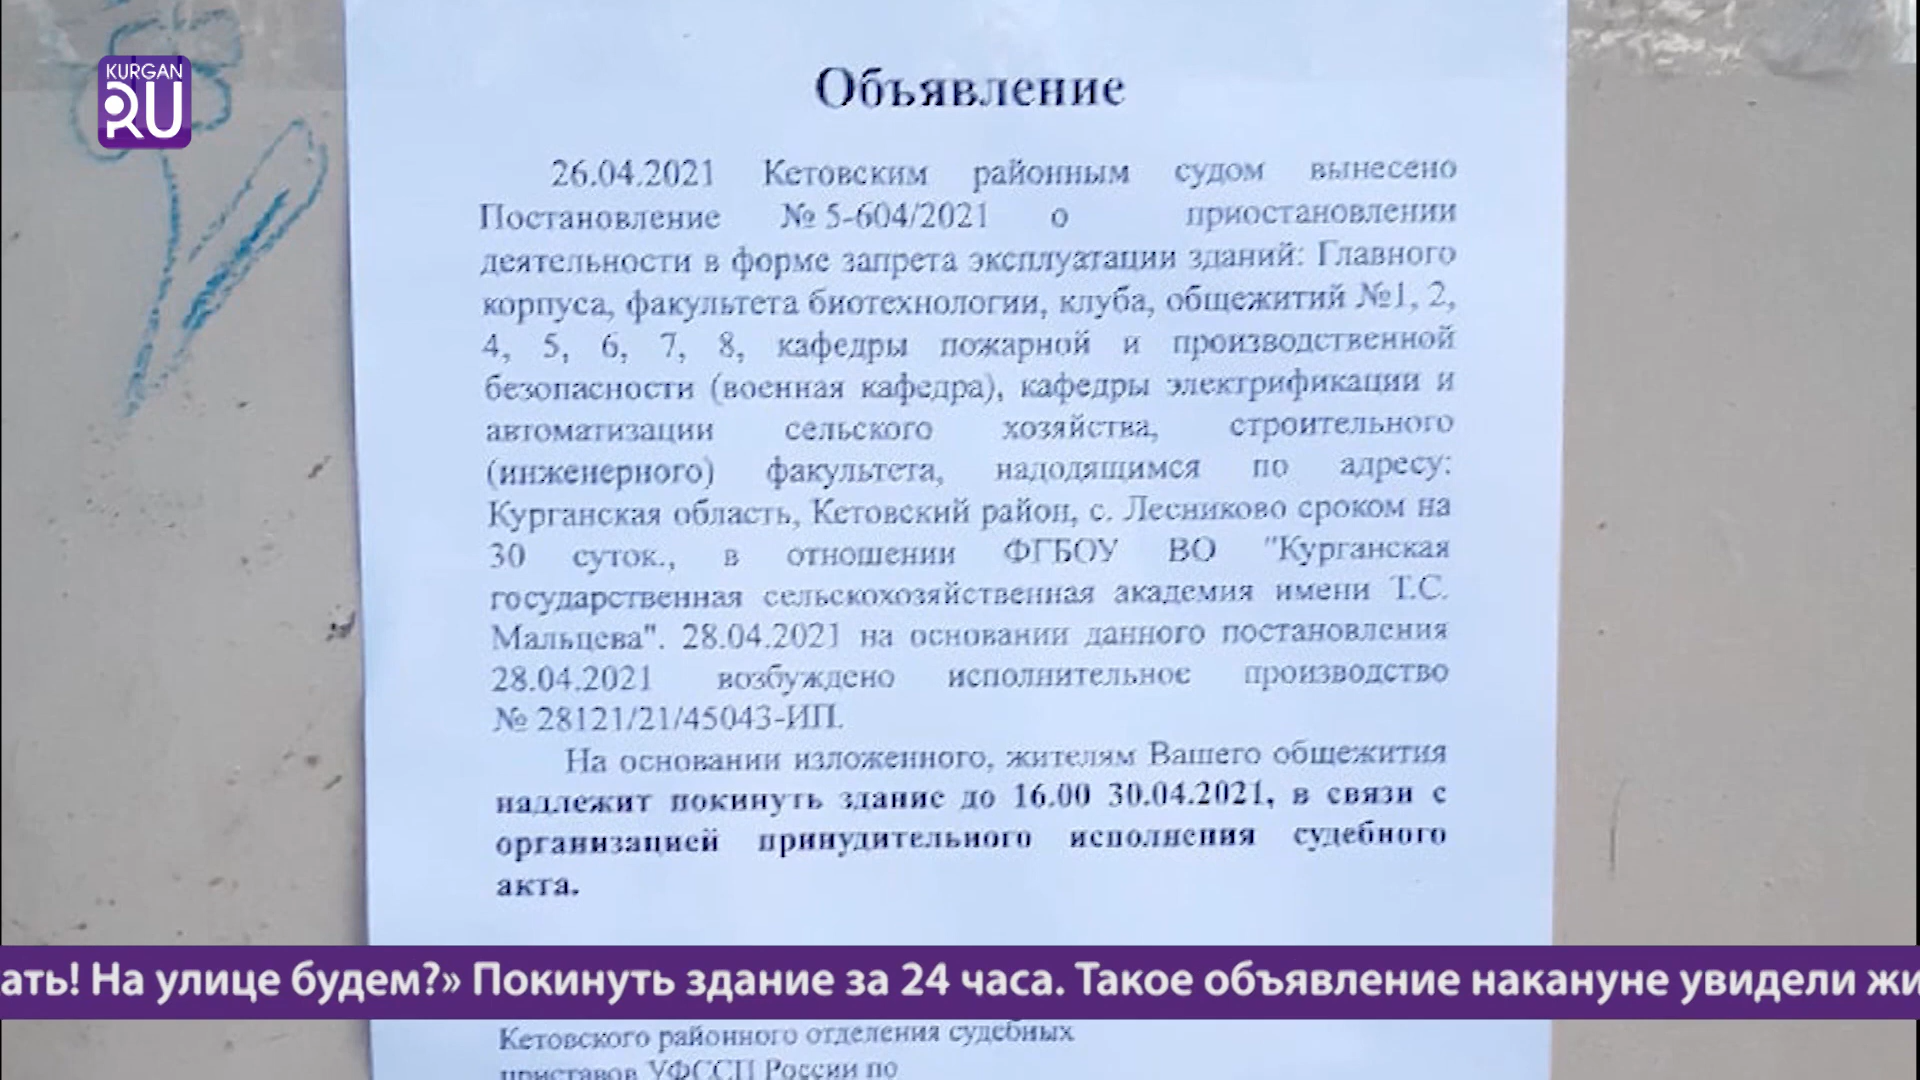 KURGAN
RU
Объявление
26.04.2021 Кетовским районным судом вынесено
Постановление № 5-604/2021 о приостановлении
деятельности в форме запрета эксплуатации зданий: Главного
корпуса, факультета биотехнологии, клуба, общежитий №1, 2,
4, 5, 6, 7, 8, кафедры пожарной и производственной
безопасности (военная кафедра), кафедры электрификации и
автоматизации сельского хозяйства, строительного
(инженерного) факультета, надодящимся по адресу:
Курганская область, Кетовский район, с. Лесниково сроком на
30 суток., в отношении ФГБОУ ВО "Курганская
государственная сельскохозяйственная академия имени Т.С.
Мальцева". 28.04.2021 на основании данного постановления
28.04.2021 возбуждено исполнительное производство
№ 28121/21/45043-ИП.
На основании изложенного, жителям Вашего общежития
надлежит покинуть здание до 16.00 30.04.2021, в связи с
организацией принудительного исполнения судебного
акта.
ать! На улице будем?» Покинуть здание за 24 часа. Такое объявление накануне увидели жи
Кетовского районного отделения судебных
приставов УФССП России по